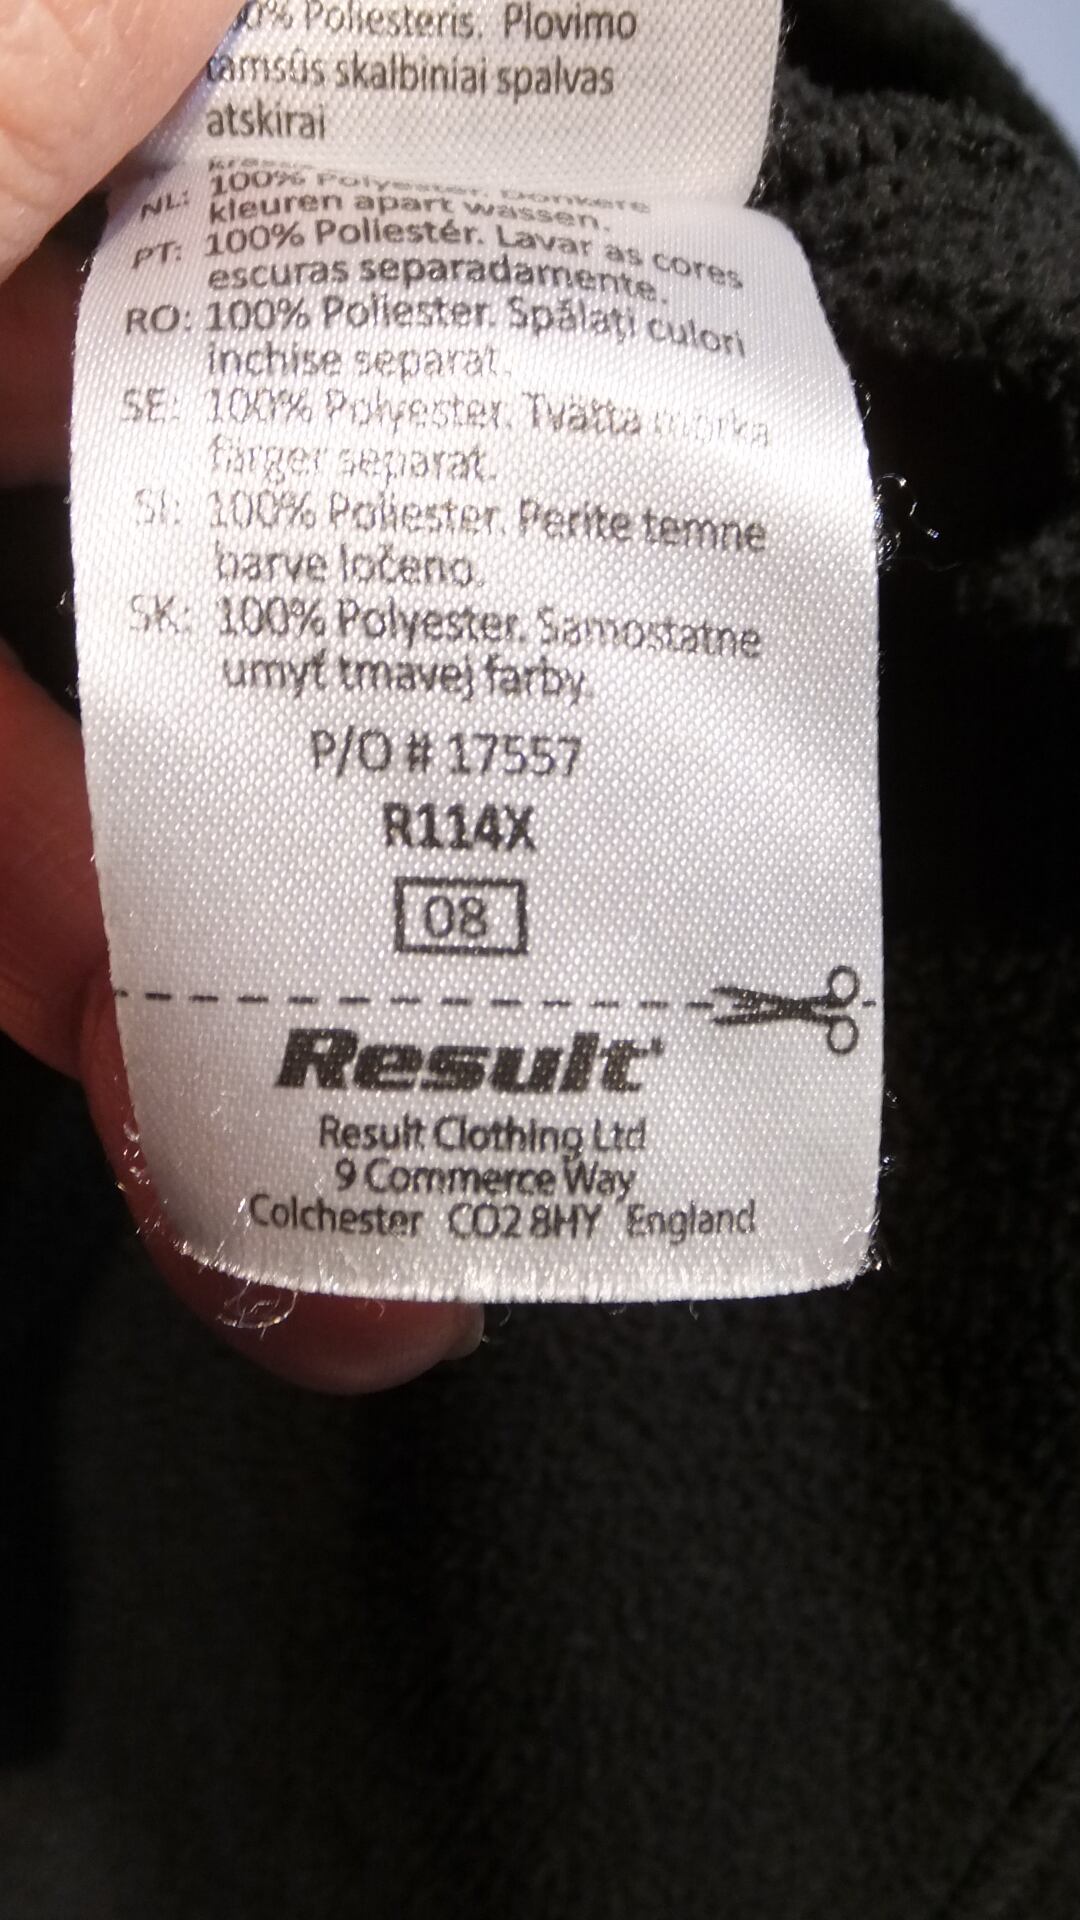 0% Poliesteris. Plovimo
tamsūs skalbiniai spalvas
atskirai
NL: 100% Polyester. Donkere
kleuren apart wassen.
PT: 100% Poliestér. Lavar as cores
escuras separadamente.
RO: 100% Poliester. Spălaţi culori
inchise separat.
SE: 100% Polyester. Tvätta mörka
färger separat.
SI: 100% Poliester. Perite temne
barve ločeno.
SK: 100% Polyester. Samostatne
umyť tmavej farby.
P/O # 17557
R114X
08
Result
Result Clothing Ltd
9 Commerce Way
Colchester CO2 8HY England